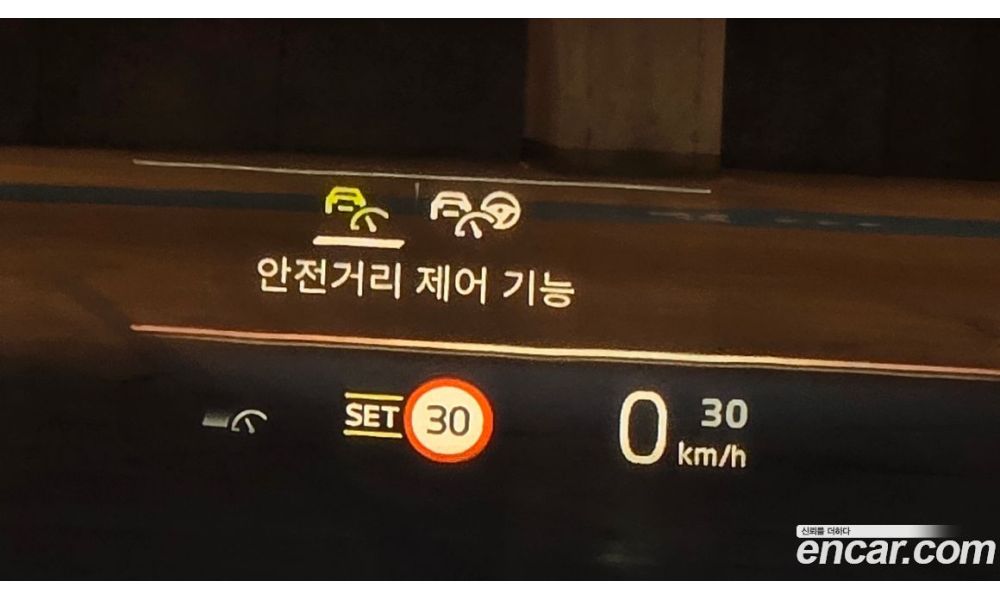 안전거리 제어 기능
SET 30
0 30
km/h
신뢰를 더하다
encar.com